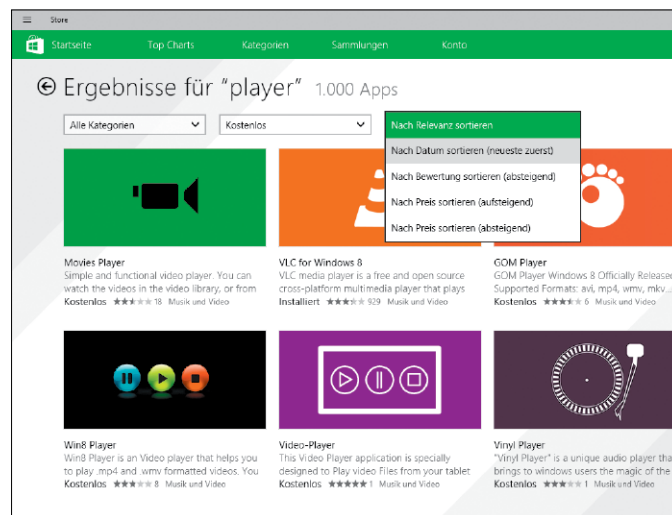 Store
Startseite Top Charts Kategorien Sammlungen Konto
Ergebnisse für "player" 1.000 Apps
Alle Kategorien Kostenlos Nach Relevanz sortieren
Nach Datum sortieren (neueste zuerst)
Nach Bewertung sortieren (absteigend)
Nach Preis sortieren (aufsteigend)
Nach Preis sortieren (absteigend)
Movies Player
Simple and functional video player. You can
watch the videos in the video library, or from
Kostenlos 18 Musik und Video
VLC for Windows 8
VLC media player is a free and open source
cross-platform multimedia player that plays
Installiert 929 Musik und Video
GOM Player
GOM Player Windows 8 Officially Released
Supported Formats: avi, mp4, wmv, mkv...
Kostenlos 6 Musik und Video
Win8 Player
Win8 Player is an Video player that helps you
to play .mp4 and .wmv formatted videos. You
Kostenlos 8 Musik und Video
Video-Player
This Video Player application is specially
designed to Play video Files from your tablet
Kostenlos 1 Musik und Video
Vinyl Player
"Vinyl Player" is a unique audio player tha
brings to windows users the magic of the
Kostenlos 1 Musik und Video